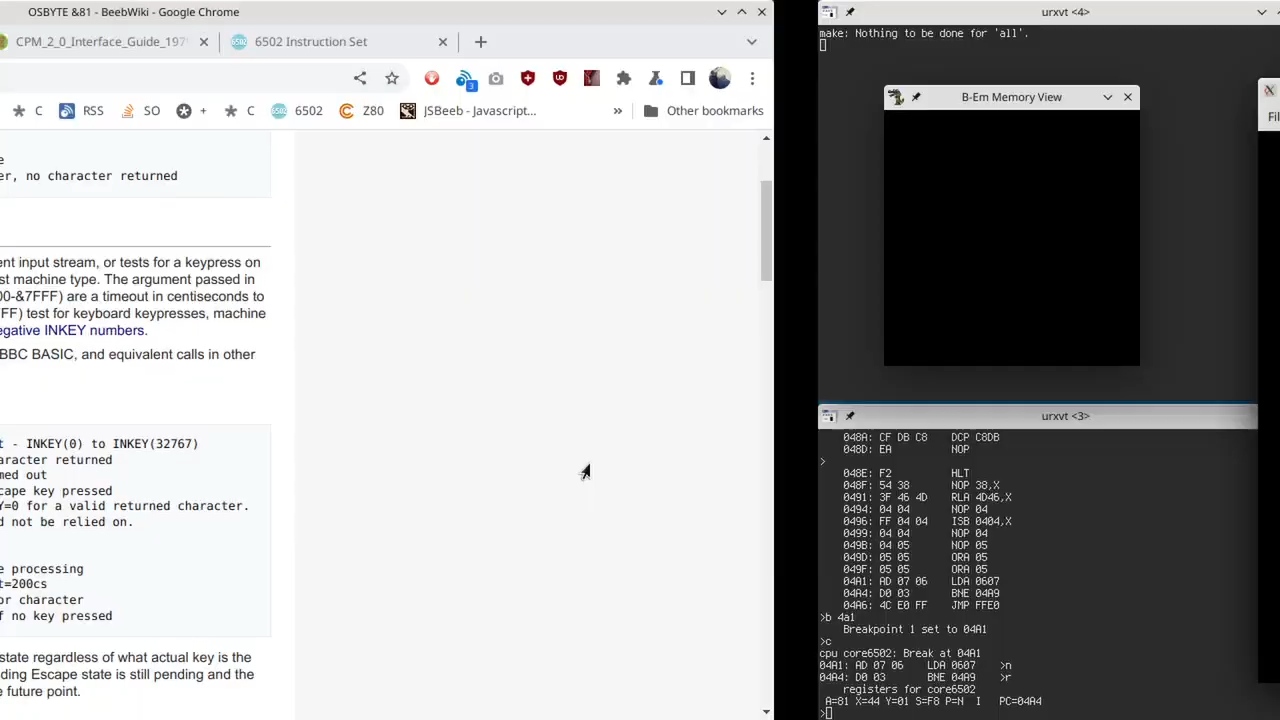 OSBYTE &81 - BeebWiki - Google Chrome
CPM_2_0_Interface_Guide_197
6502 Instruction Set
3
C
RSS
SO
+
C
6502
Z80
JSBeeb - Javascript...
»
Other bookmarks
e
er, no character returned
ent input stream, or tests for a keypress on
st machine type. The argument passed in
00-&7FFF) are a timeout in centiseconds to
FF) test for keyboard keypresses, machine
egative INKEY numbers.
BBC BASIC, and equivalent calls in other
t - INKEY(0) to INKEY(32767)
aracter returned
med out
cape key pressed
Y=0 for a valid returned character.
d not be relied on.
e processing
t=200cs
or character
f no key pressed
state regardless of what actual key is the
ding Escape state is still pending and the
e future point.
urxvt <4>
make: Nothing to be done for 'all'.
B-Em Memory View
Fil
urxvt <3>
048A: CF DB C8 DCP C8DB
048D: EA NOP
>
048E: F2 HLT
048F: 54 38 NOP 38,X
0491: 3F 46 4D RLA 4D46,X
0494: 04 04 NOP 04
0496: FF 04 04 ISB 0404,X
0499: 04 04 NOP 04
049B: 04 05 NOP 05
049D: 05 05 ORA 05
049F: 05 05 ORA 05
04A1: AD 07 06 LDA 0607
04A4: D0 03 BNE 04A9
04A6: 4C E0 FF JMP FFE0
>b 4a1
Breakpoint 1 set to 04A1
>c
cpu core6502: Break at 04A1
04A1: AD 07 06 LDA 0607 >n
04A4: D0 03 BNE 04A9 >r
registers for core6502
A=81 X=44 Y=01 S=F8 P=N I PC=04A4
>